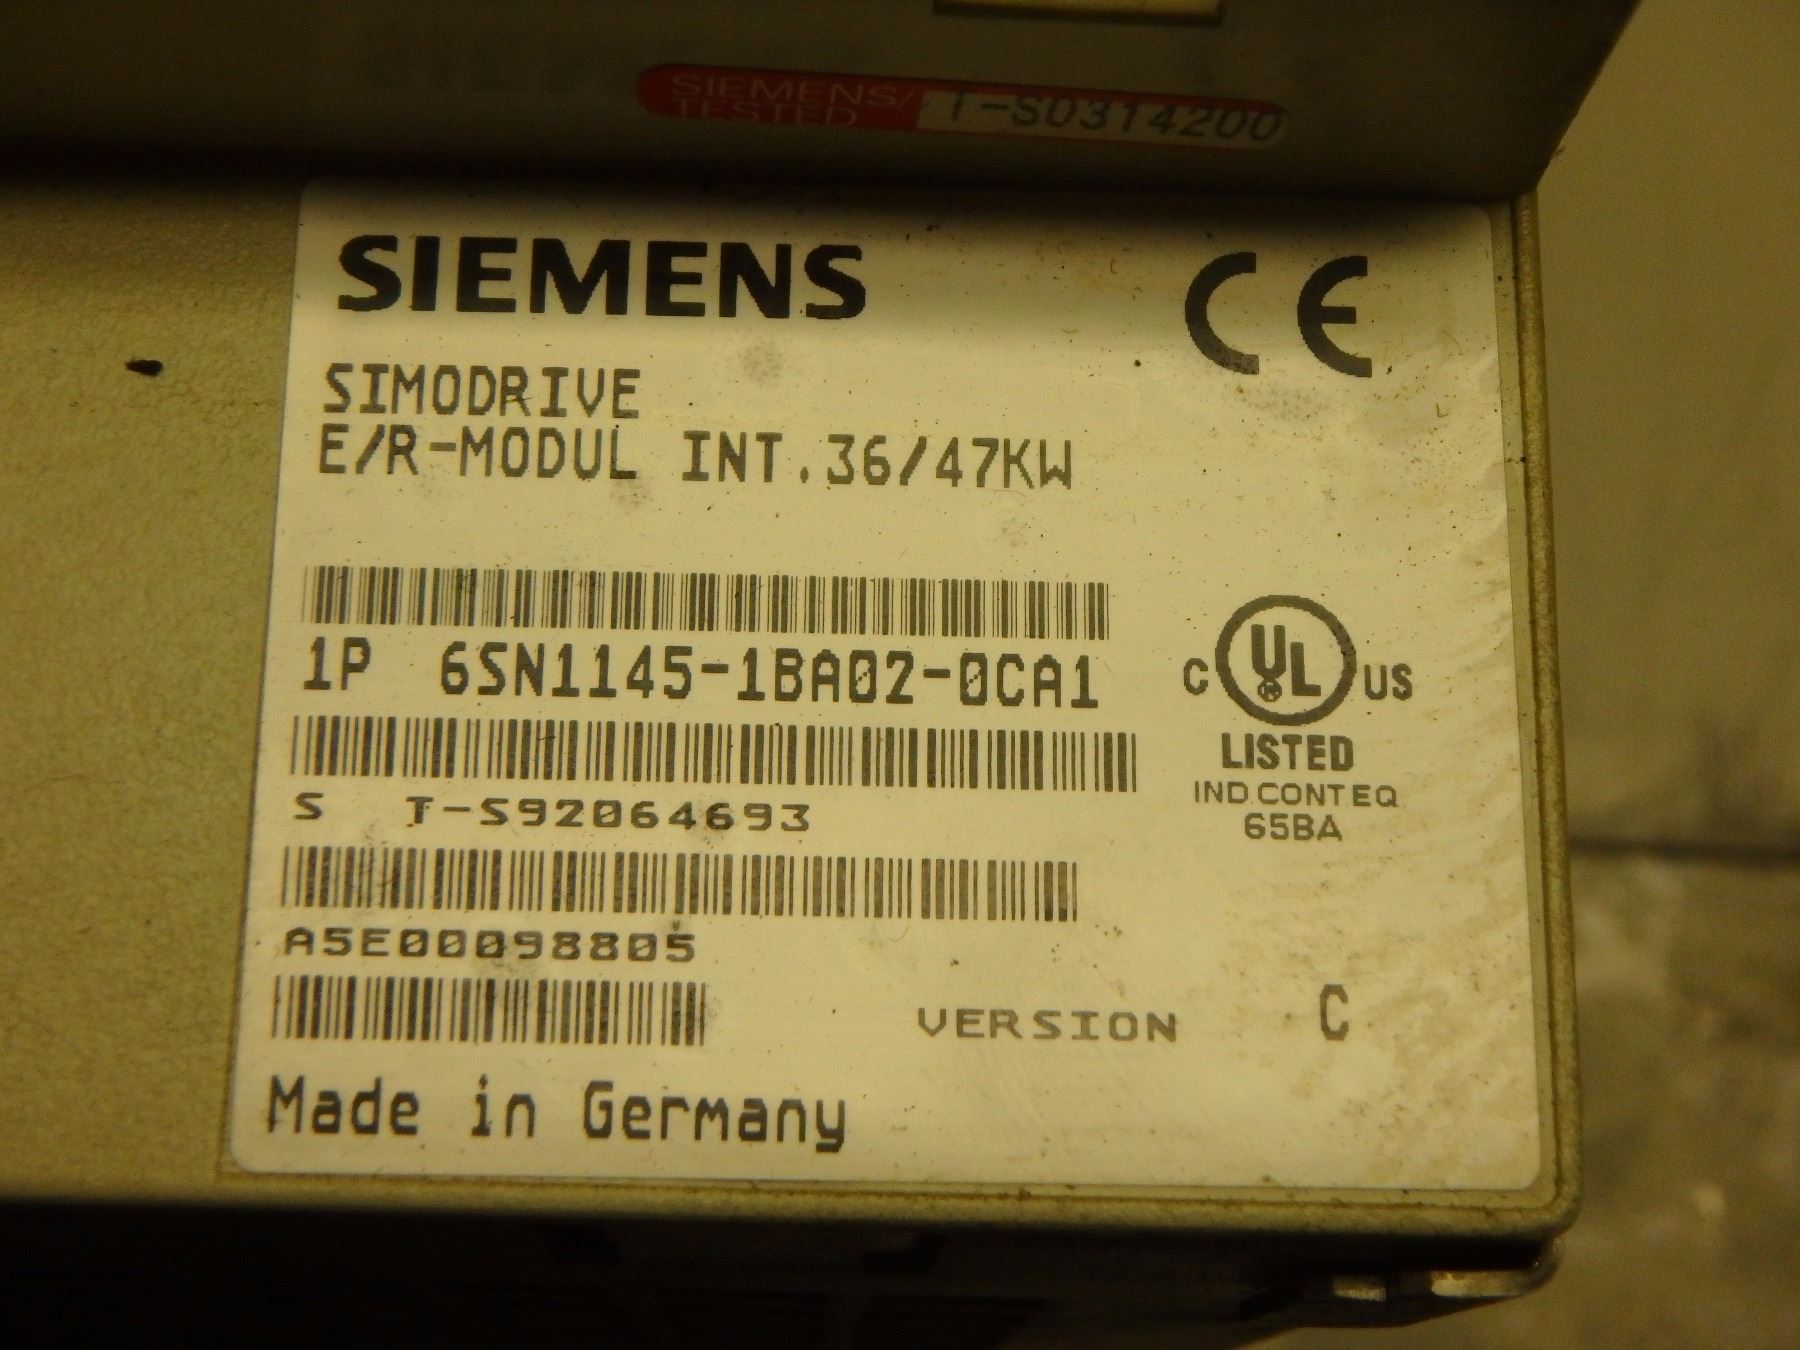 SIEMENS/ T-S0314200
TESTED
SIEMENS
CE
SIMODRIVE
E/R-MODUL INT.36/47KW
1P 6SN1145-1BA02-0CA1
C UL US
®
LISTED
IND.CONT.EQ
65BA
S T-S92064693
A5E00098805
VERSION C
Made in Germany